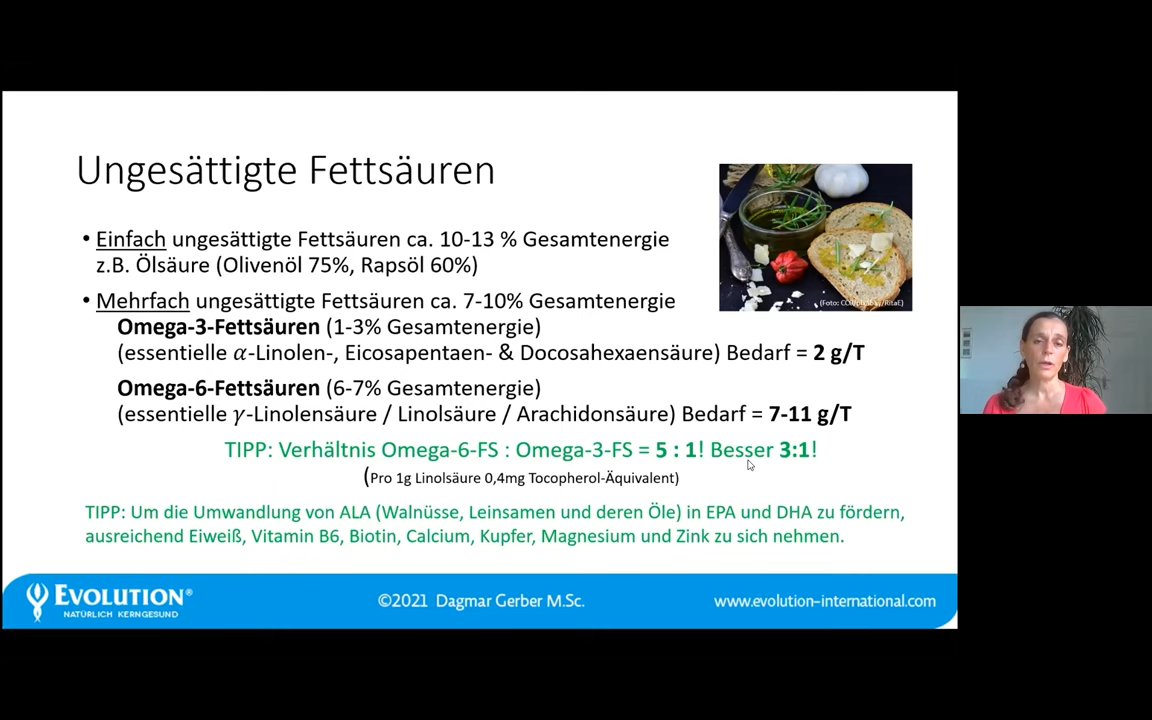 Ungesättigte Fettsäuren
• Einfach ungesättigte Fettsäuren ca. 10-13 % Gesamtenergie
z.B. Ölsäure (Olivenöl 75%, Rapsöl 60%)
• Mehrfach ungesättigte Fettsäuren ca. 7-10% Gesamtenergie
Omega-3-Fettsäuren (1-3% Gesamtenergie)
(essentielle α-Linolen-, Eicosapentaen- & Docosahexaensäure) Bedarf = 2 g/T
Omega-6-Fettsäuren (6-7% Gesamtenergie)
(essentielle γ-Linolensäure / Linolsäure / Arachidonsäure) Bedarf = 7-11 g/T
TIPP: Verhältnis Omega-6-FS : Omega-3-FS = 5 : 1! Besser 3:1!
(Pro 1g Linolsäure 0,4mg Tocopherol-Äquivalent)
TIPP: Um die Umwandlung von ALA (Walnüsse, Leinsamen und deren Öle) in EPA und DHA zu fördern,
ausreichend Eiweiß, Vitamin B6, Biotin, Calcium, Kupfer, Magnesium und Zink zu sich nehmen.
(Foto:
EVOLUTION®
NATÜRLICH KERNGESUND
©2021 Dagmar Gerber M.Sc.
www.evolution-international.com